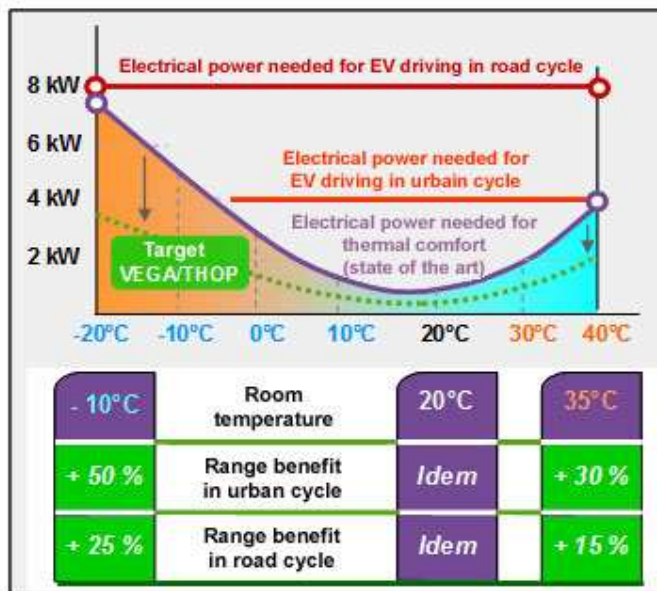 Electrical power needed for EV driving in road cycle
8 kW
6 kW
Electrical power needed for
EV driving in urbain cycle
4 kW
Electrical power needed for
thermal comfort
(state of the art)
Target
VEGA/THOP
2 kW
-20°C -10°C 0°C 10°C 20°C 30°C 40°C
- 10°C Room temperature 20°C 35°C
+ 50 % Range benefit in urban cycle Idem + 30 %
+ 25 % Range benefit in road cycle Idem + 15 %